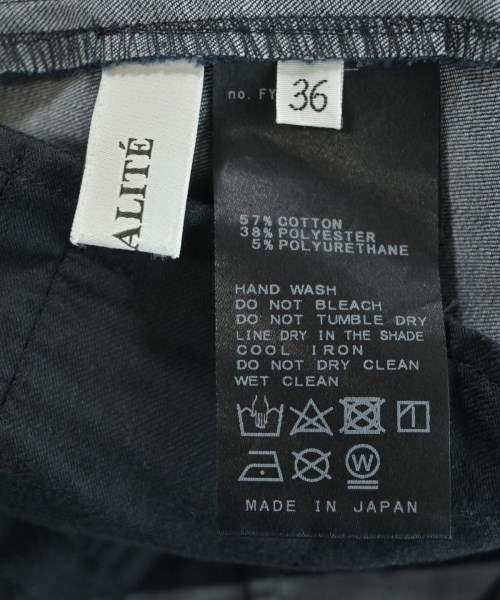 no. FY
36
ALITÉ
57% COTTON
38% POLYESTER
5% POLYURETHANE
HAND WASH
DO NOT BLEACH
DO NOT TUMBLE DRY
LINE DRY IN THE SHADE
COOL IRON
DO NOT DRY CLEAN
WET CLEAN
W
MADE IN JAPAN